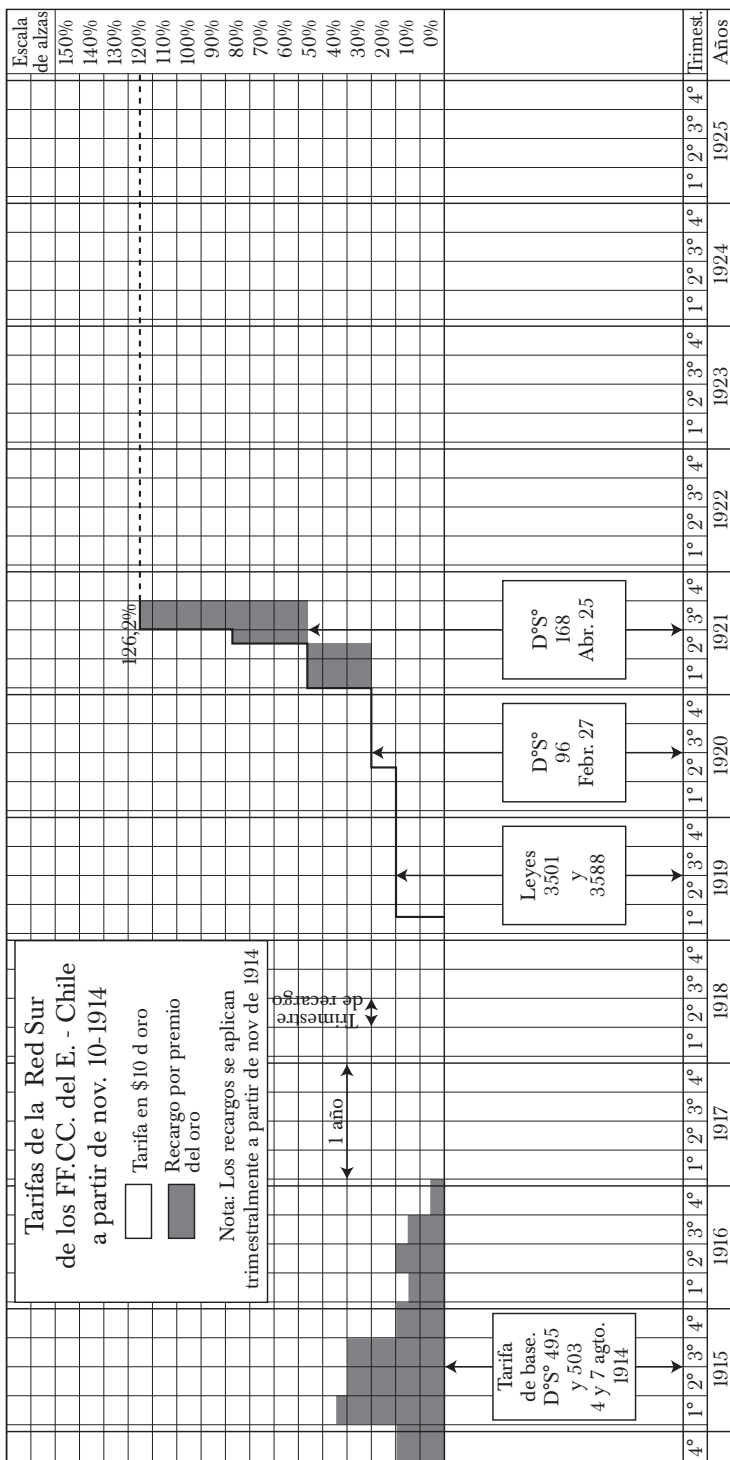 Tarifas de la Red Sur
de los FF.CC. del E. - Chile
a partir de nov. 10-1914
Tarifa en $10 d oro
Recargo por premio
del oro
Nota: Los recargos se aplican
trimestralmente a partir de nov de 1914
Escala
de alzas
150%
140%
130%
120%
110%
100%
90%
80%
70%
60%
50%
40%
30%
20%
10%
0%
126,2%
1 año
Trimestre
de recargo
Tarifa
de base.
D°S° 495
y 503
4 y 7 agto.
1914
Leyes
3501
y
3588
D°S°
96
Febr. 27
D°S°
168
Abr. 25
4° 1° 2° 3° 4° 1° 2° 3° 4° 1° 2° 3° 4° 1° 2° 3° 4° 1° 2° 3° 4° 1° 2° 3° 4° 1° 2° 3° 4° 1° 2° 3° 4° 1° 2° 3° 4° 1° 2° 3° 4° 1° 2° 3° 4° Trimest.
1915 1916 1917 1918 1919 1920 1921 1922 1923 1924 1925 Años